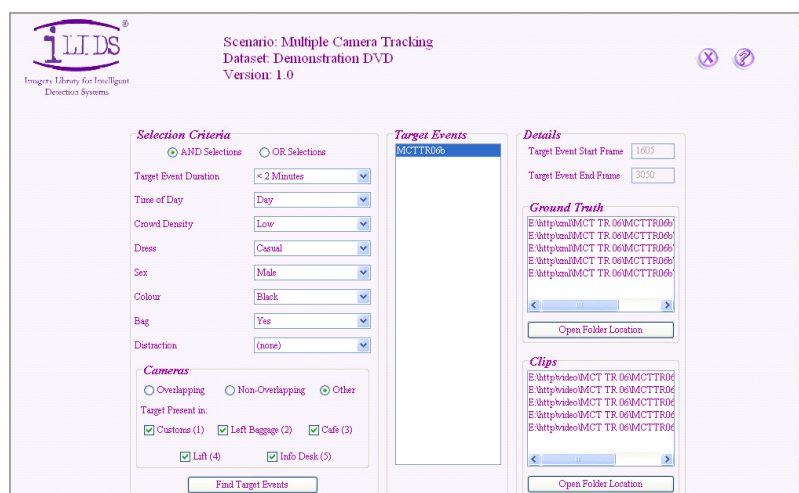 iLIDS®
Imagery Library for Intelligent
Detection Systems
Scenario: Multiple Camera Tracking
Dataset: Demonstration DVD
Version: 1.0
X ?
Selection Criteria
AND Selections OR Selections
Target Event Duration < 2 Minutes
Time of Day Day
Crowd Density Low
Dress Casual
Sex Male
Colour Black
Bag Yes
Distraction (none)
Cameras
Overlapping Non-Overlapping Other
Target Present in:
Customs (1) Left Baggage (2) Cafe (3)
Lift (4) Info Desk (5)
Find Target Events
Target Events
MCTTR06b
Details
Target Event Start Frame 1605
Target Event End Frame 3050
Ground Truth
E:\http\xml\MCT TR 06\MCTTR06b
E:\http\xml\MCT TR 06\MCTTR06b
E:\http\xml\MCT TR 06\MCTTR06b
E:\http\xml\MCT TR 06\MCTTR06b
E:\http\xml\MCT TR 06\MCTTR06b
Open Folder Location
Clips
E:\http\video\MCT TR 06\MCTTR06
E:\http\video\MCT TR 06\MCTTR06
E:\http\video\MCT TR 06\MCTTR06
E:\http\video\MCT TR 06\MCTTR06
E:\http\video\MCT TR 06\MCTTR06
Open Folder Location